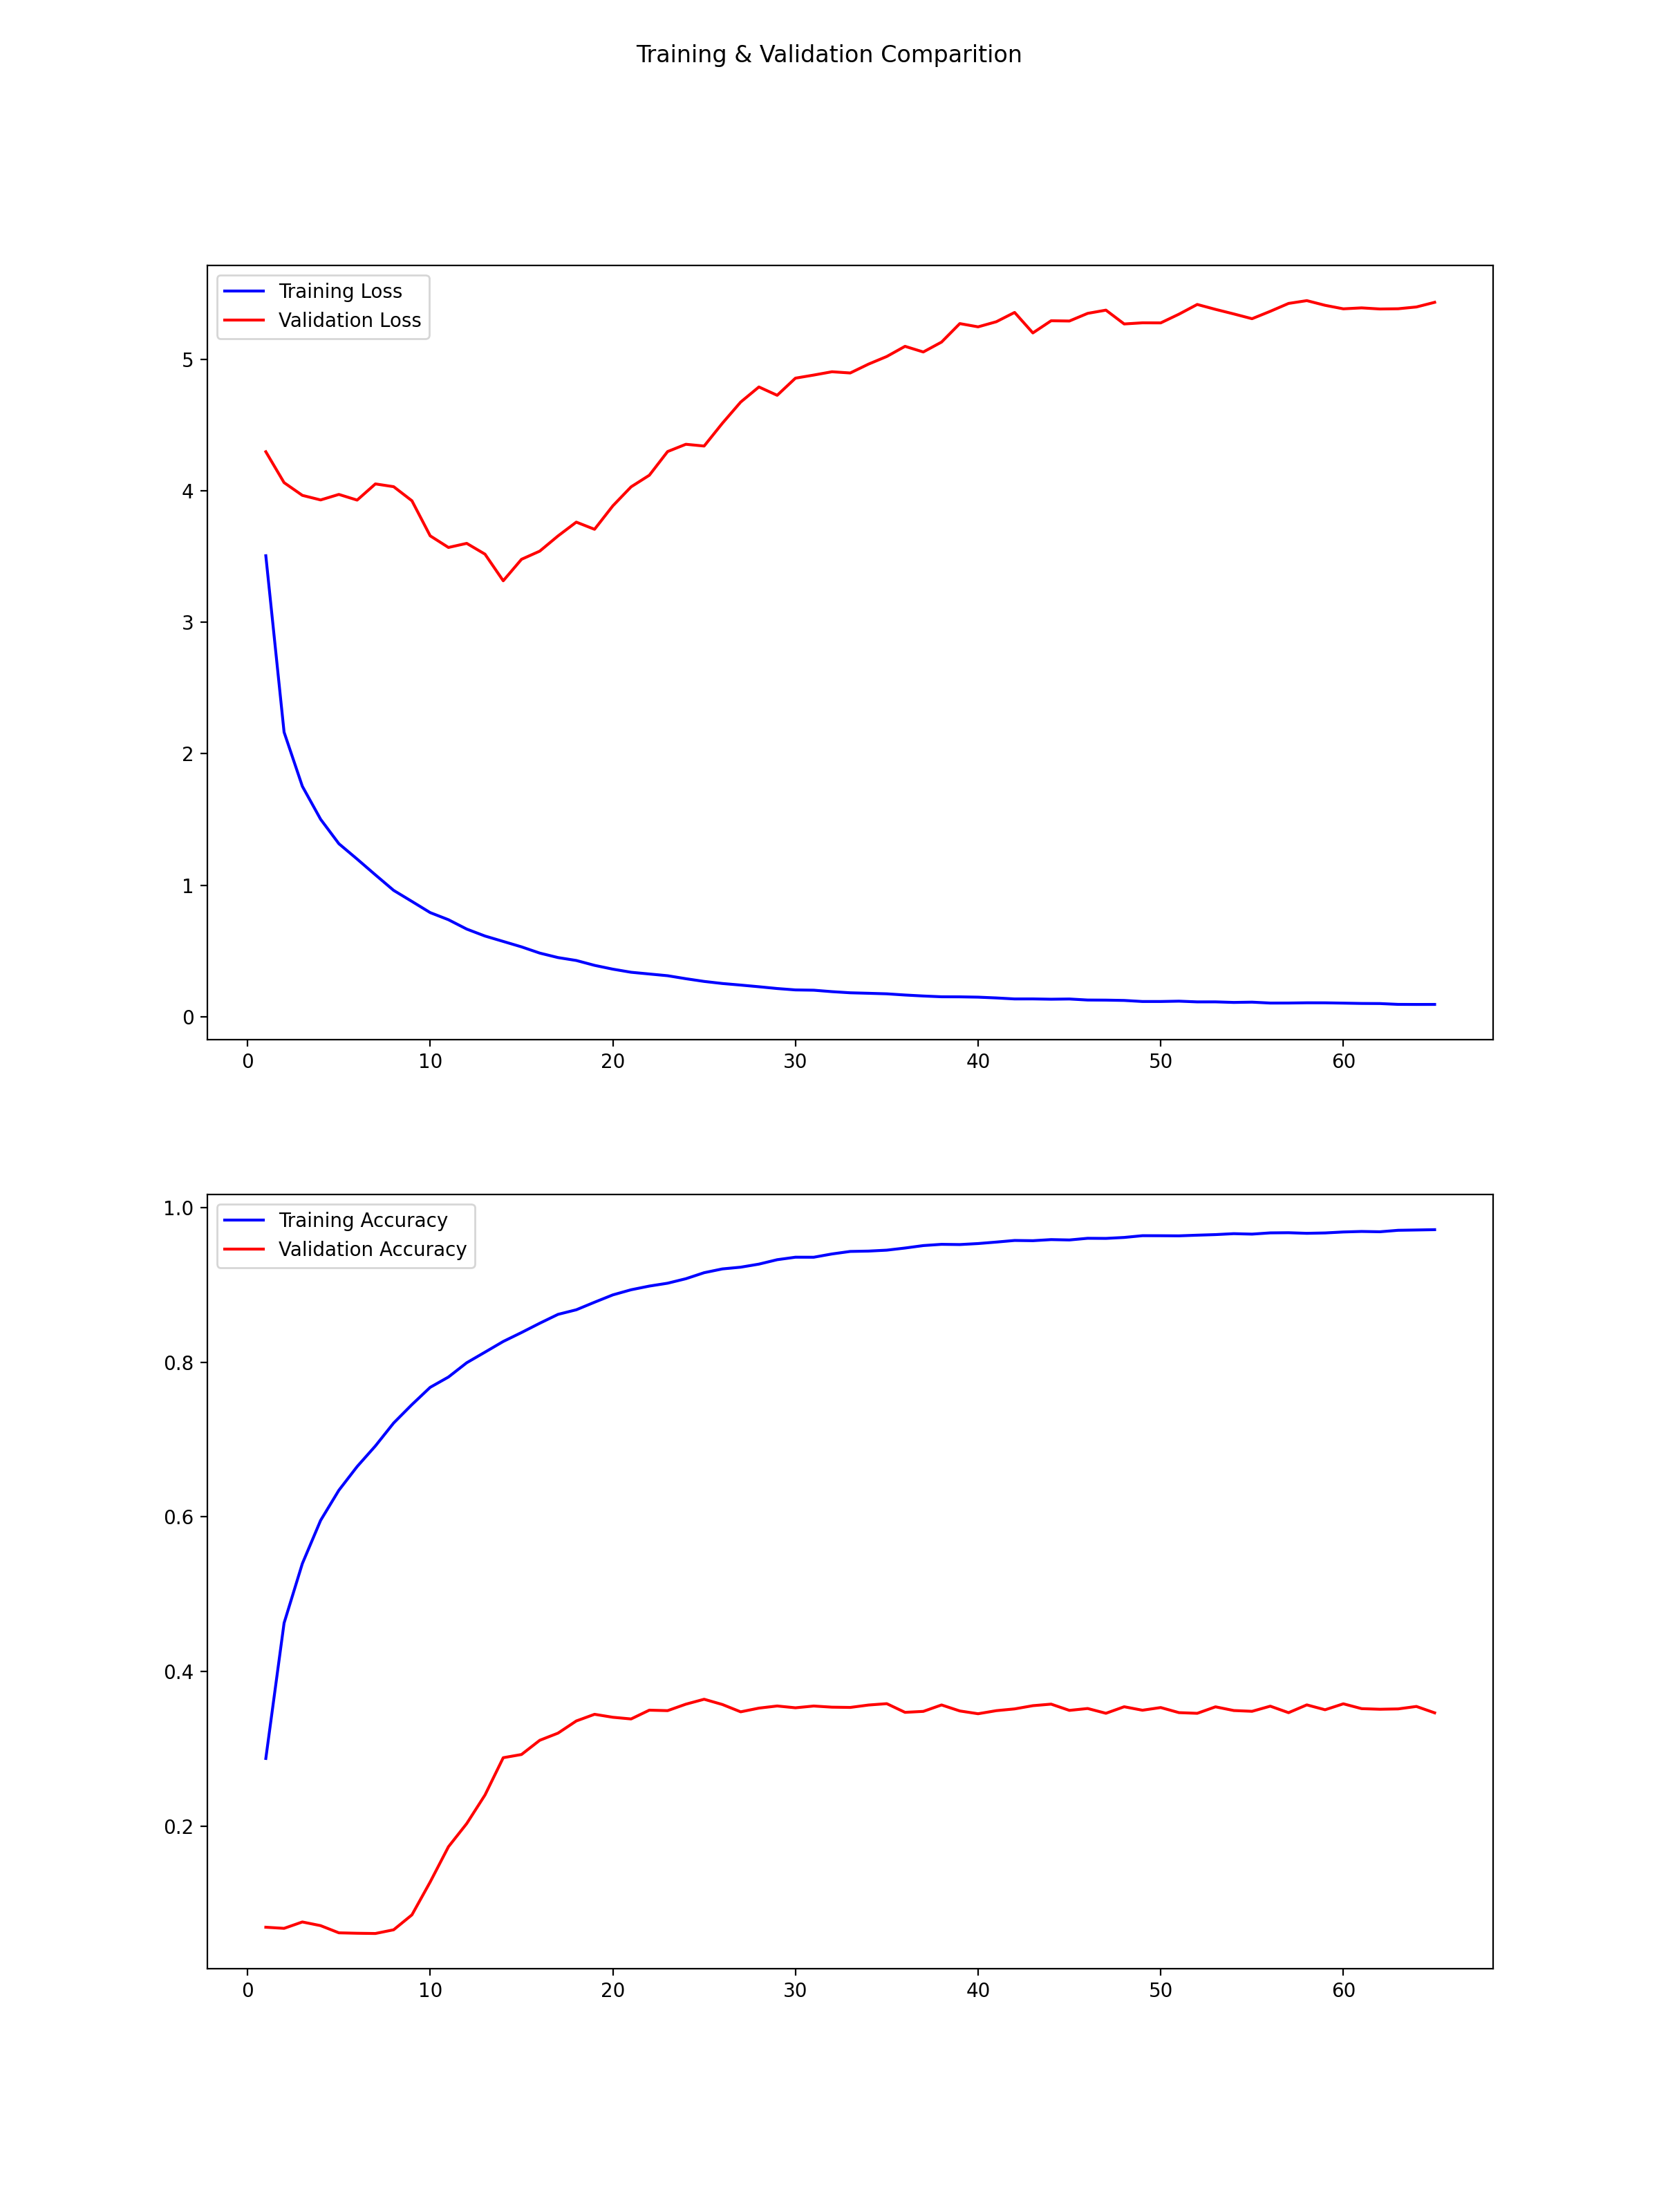 Training & Validation Comparition
Training Loss
Validation Loss
5
4
3
2
1
0
0 10 20 30 40 50 60
Training Accuracy
Validation Accuracy
1.0
0.8
0.6
0.4
0.2
0 10 20 30 40 50 60